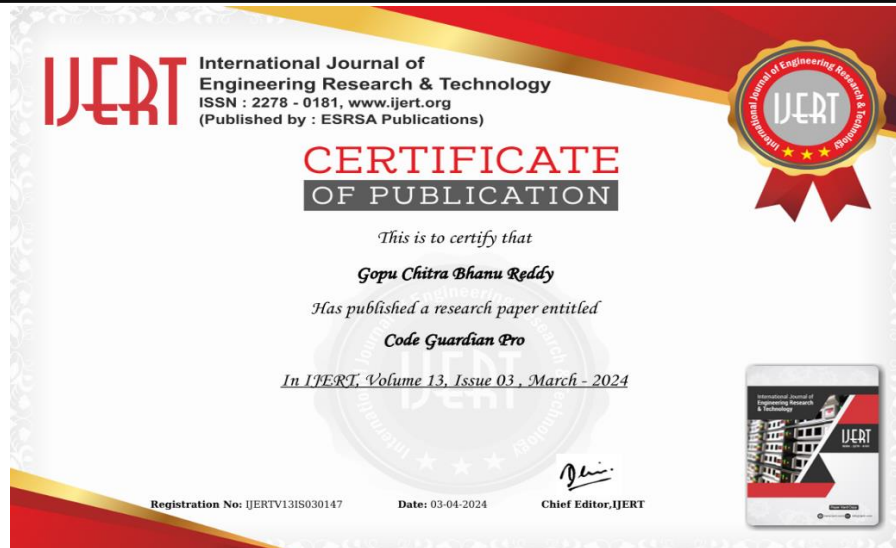 IJERT
International Journal of
Engineering Research & Technology
ISSN : 2278 - 0181, www.ijert.org
(Published by : ESRSA Publications)
International Journal of Engineering Research & Technology
IJERT
CERTIFICATE
OF PUBLICATION
This is to certify that
Gopu Chitra Bhanu Reddy
Has published a research paper entitled
Code Guardian Pro
In IJERT, Volume 13, Issue 03 , March - 2024
International Journal of
Engineering Research
& Technology
IJERT
Registration No: IJERTV13IS030147
Date: 03-04-2024
Chief Editor,IJERT